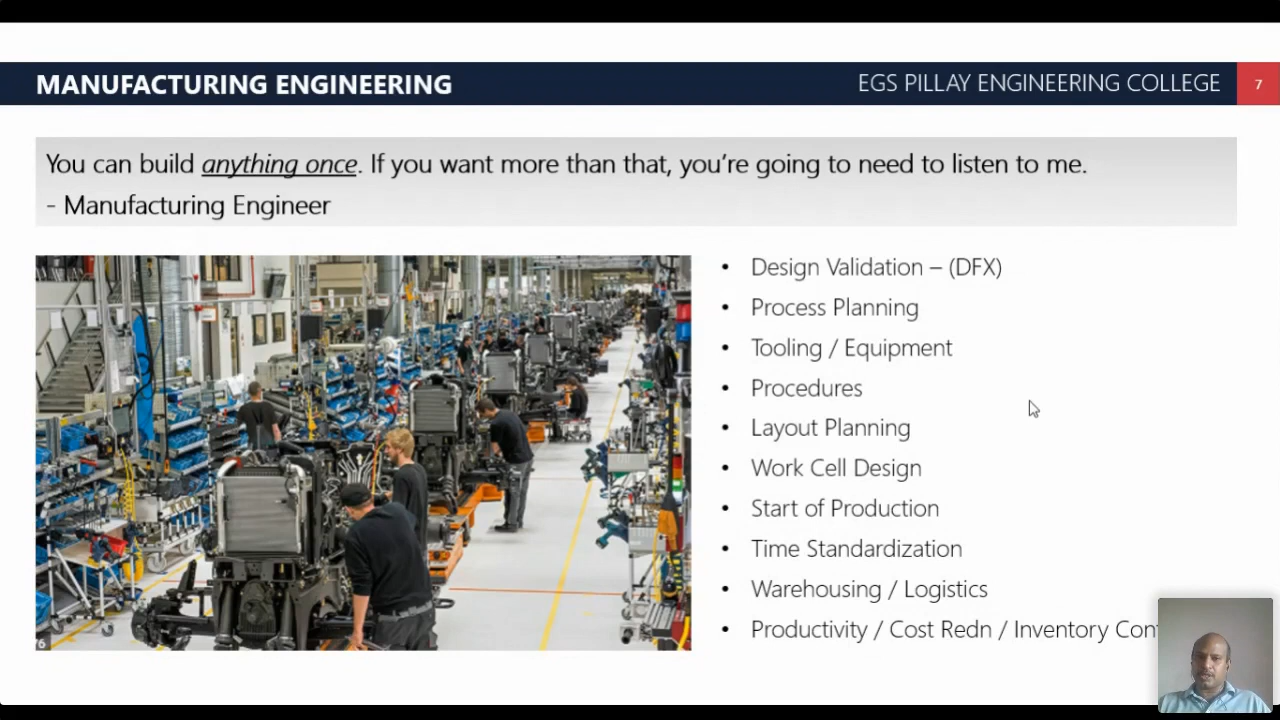 MANUFACTURING ENGINEERING
EGS PILLAY ENGINEERING COLLEGE
7
You can build anything once. If you want more than that, you’re going to need to listen to me.
- Manufacturing Engineer
• Design Validation – (DFX)
• Process Planning
• Tooling / Equipment
• Procedures
• Layout Planning
• Work Cell Design
• Start of Production
• Time Standardization
• Warehousing / Logistics
• Productivity / Cost Redn / Inventory